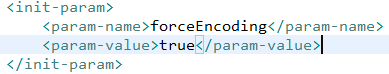 <init-param>
<param-name>forceEncoding</param-name>
<param-value>true</param-value>
</init-param>